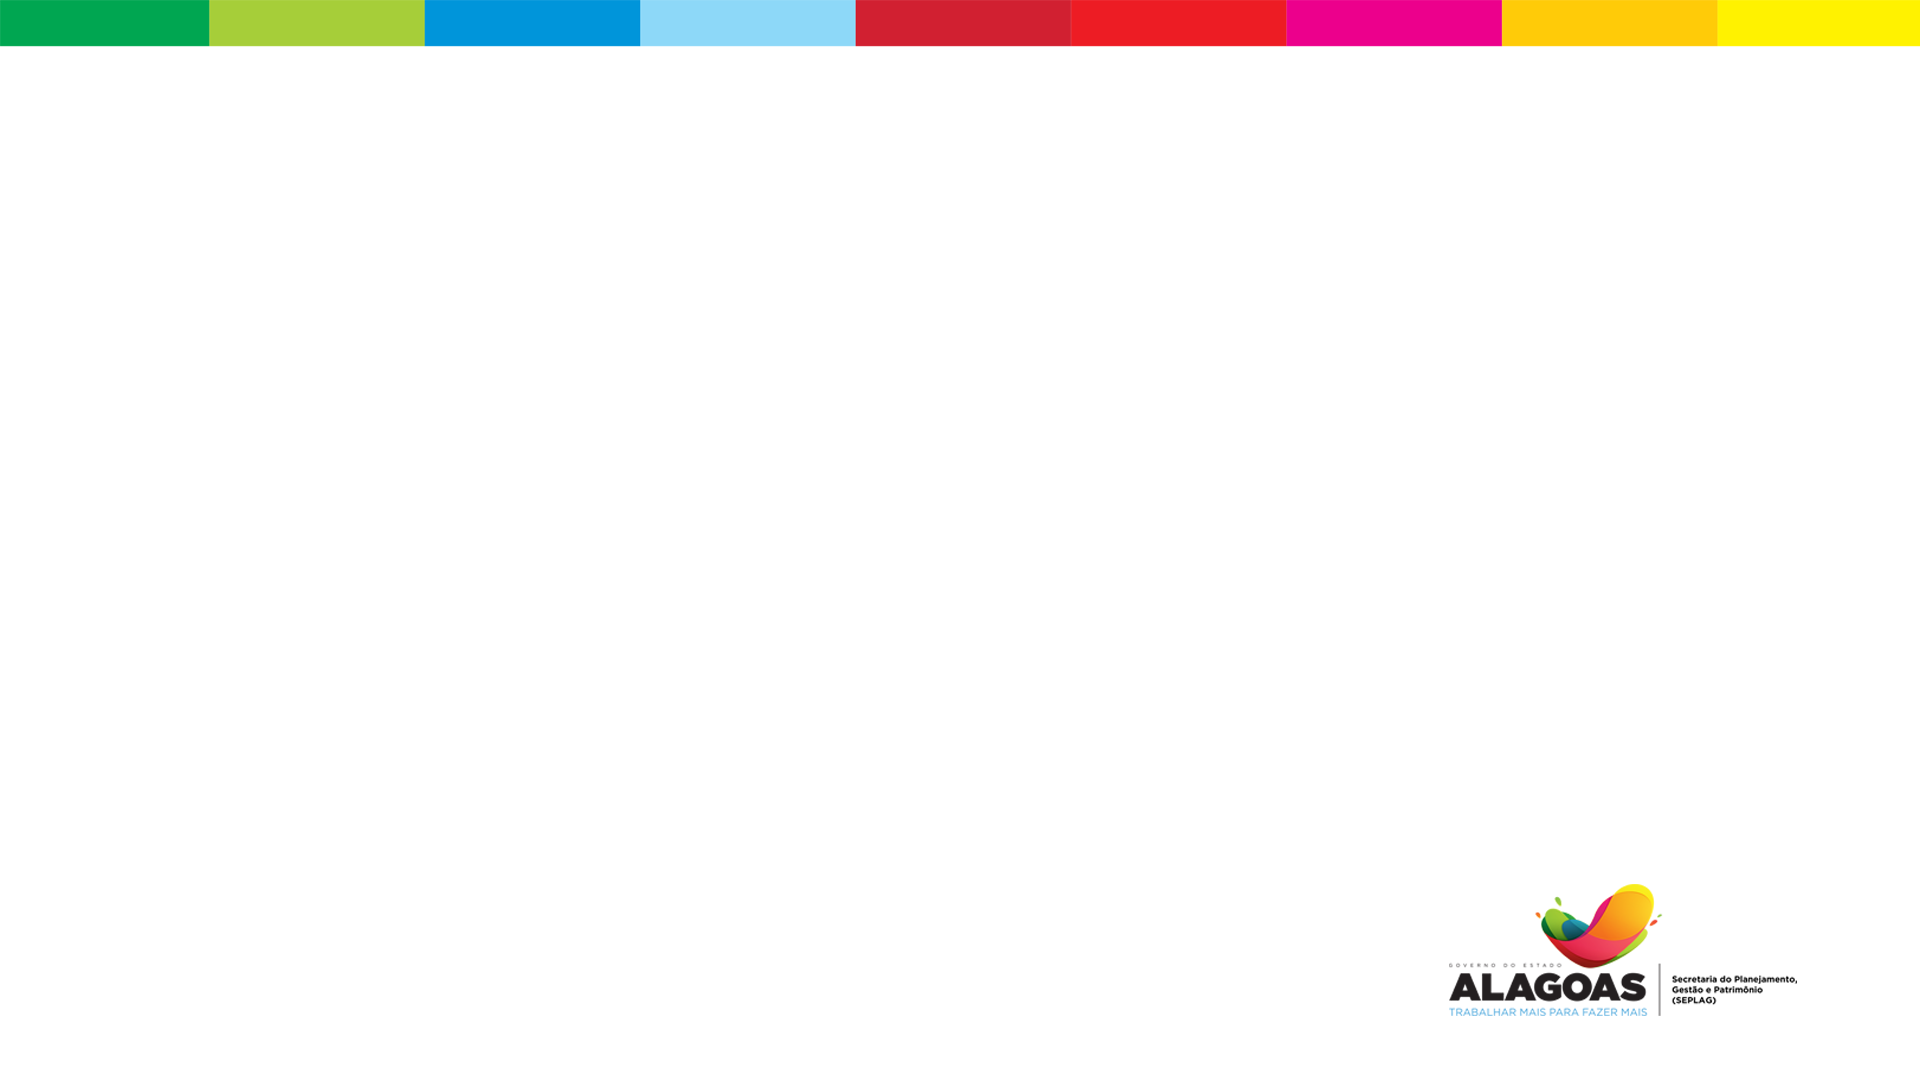 GOVERNO DO ESTADO
ALAGOAS
TRABALHAR MAIS PARA FAZER MAIS
Secretaria do Planejamento,
Gestão e Patrimônio
(SEPLAG)